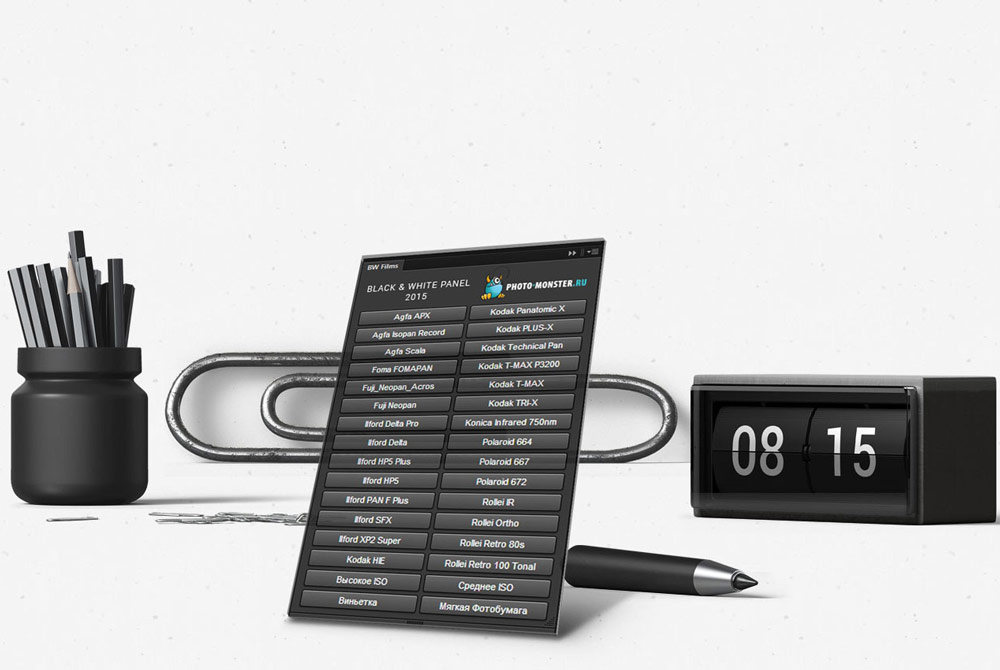 BW Films
BLACK & WHITE PANEL
2015
PHOTO-MONSTER.RU
Agfa APX
Agfa Isopan Record
Agfa Scala
Foma FOMAPAN
Fuji_Neopan_Acros
Fuji Neopan
Ilford Delta Pro
Ilford Delta
Ilford HP5 Plus
Ilford HP5
Ilford PAN F Plus
Ilford SFX
Ilford XP2 Super
Kodak HIE
Высокое ISO
Виньетка
Kodak Panatomic X
Kodak PLUS-X
Kodak Technical Pan
Kodak T-MAX P3200
Kodak T-MAX
Kodak TRI-X
Konica Infrared 750nm
Polaroid 664
Polaroid 667
Polaroid 672
Rollei IR
Rollei Ortho
Rollei Retro 80s
Rollei Retro 100 Tonal
Среднее ISO
Мягкая Фотобумага
08 15